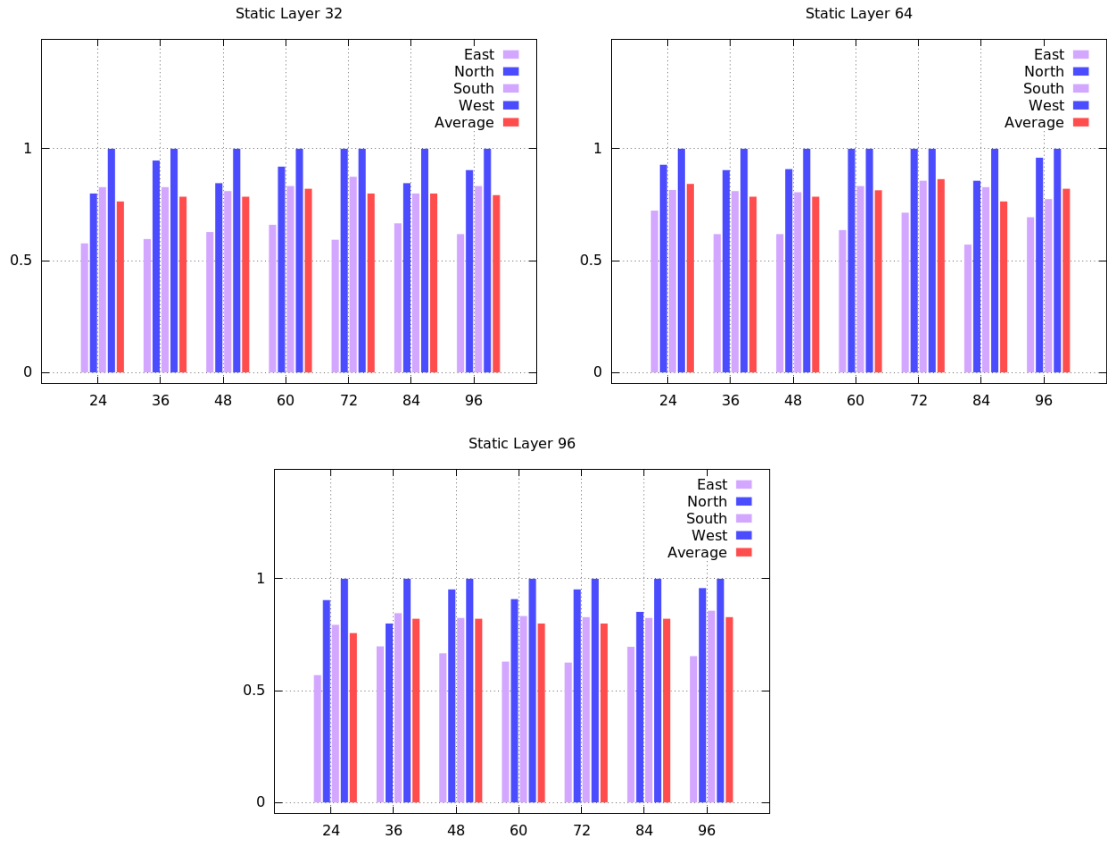 Static Layer 32
East
North
South
West
Average
1
0.5
0
24 36 48 60 72 84 96
Static Layer 64
East
North
South
West
Average
1
0.5
0
24 36 48 60 72 84 96
Static Layer 96
East
North
South
West
Average
1
0.5
0
24 36 48 60 72 84 96